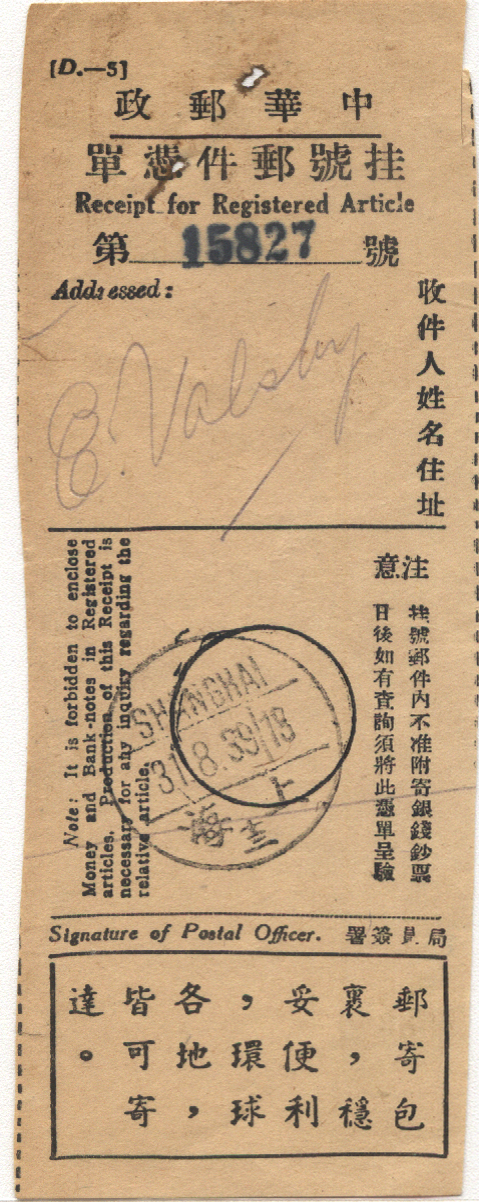 [D.—5]
中華郵政
挂號郵件憑單
Receipt for Registered Article
第 15827 號
Addressed:
收件人姓名住址
E. Valsby
注意
挂號郵件內不准附寄銀錢鈔票
日後如有查詢須將此憑單呈驗
Note: It is forbidden to enclose
Money and Bank-notes in Registered
articles. Production of this Receipt is
necessary for any inquiry regarding the
relative article.
SHANGHAI
31.8.39 18
上海
Signature of Postal Officer. 局員簽署
郵寄包
裹，穩
妥便利
，環球
各地，
皆可寄
達。